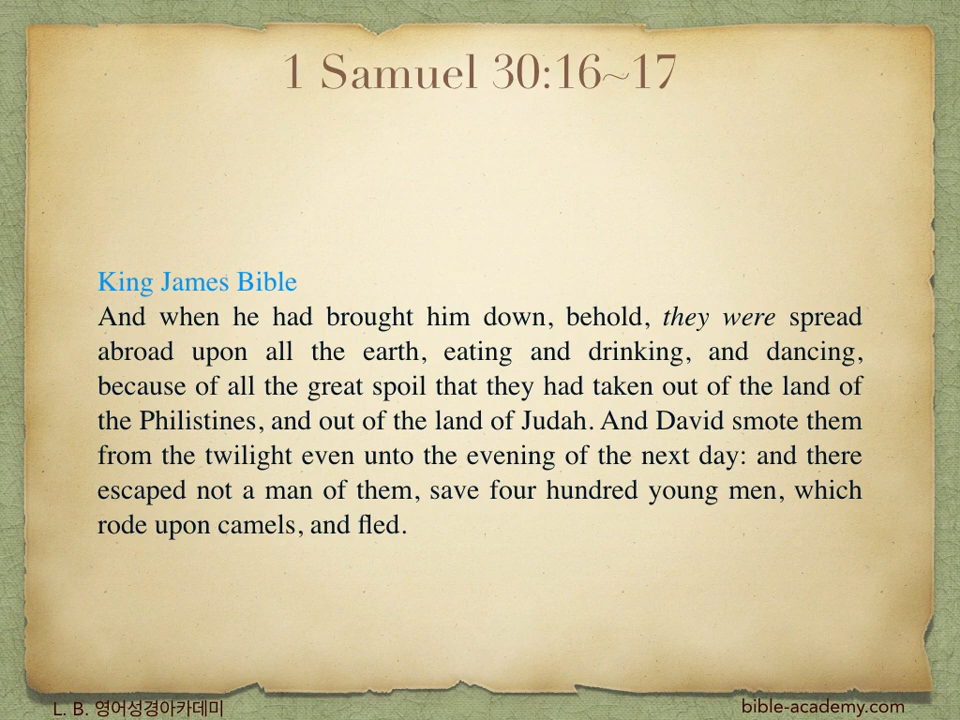 1 Samuel 30:16~17
King James Bible
And when he had brought him down, behold, they were spread
abroad upon all the earth, eating and drinking, and dancing,
because of all the great spoil that they had taken out of the land of
the Philistines, and out of the land of Judah. And David smote them
from the twilight even unto the evening of the next day: and there
escaped not a man of them, save four hundred young men, which
rode upon camels, and fled.
L. B. 영어성경아카데미
bible-academy.com